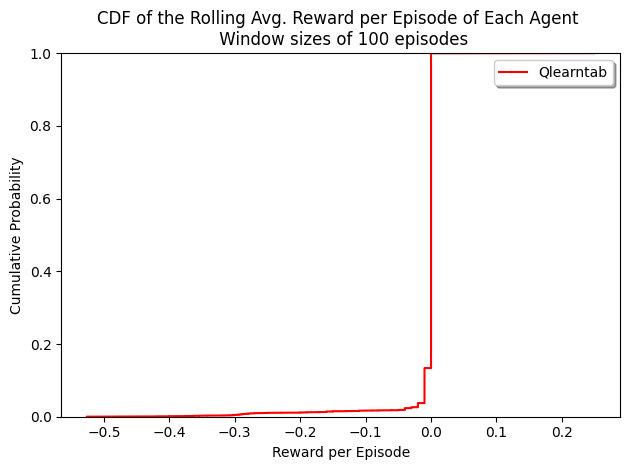 CDF of the Rolling Avg. Reward per Episode of Each Agent
Window sizes of 100 episodes
Qlearntab
Cumulative Probability
1.0
0.8
0.6
0.4
0.2
0.0
−0.5 −0.4 −0.3 −0.2 −0.1 0.0 0.1 0.2
Reward per Episode